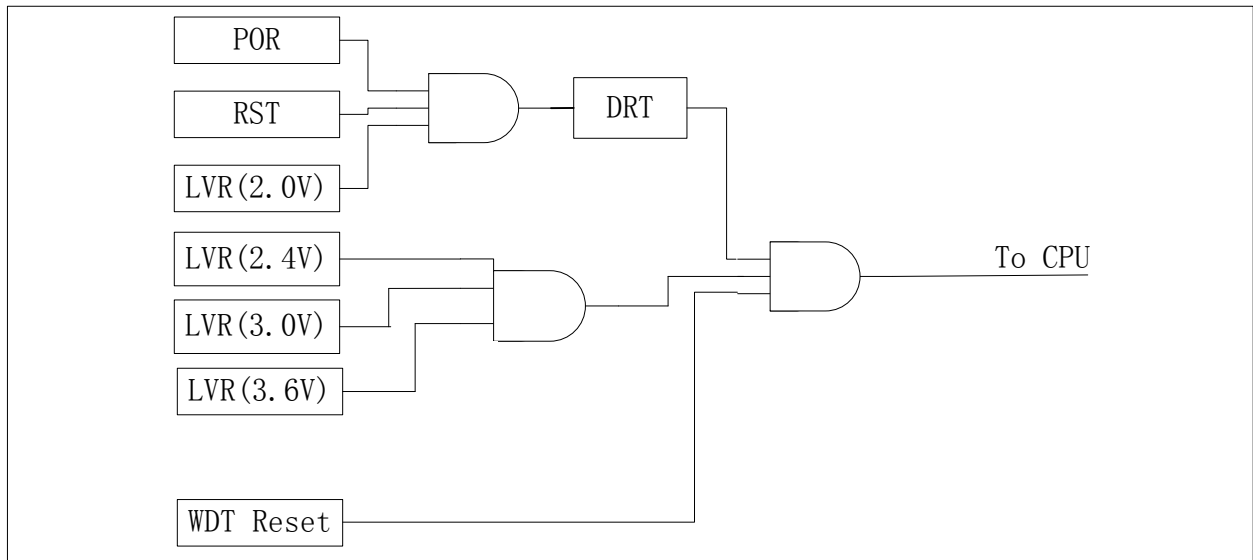 POR
RST
DRT
LVR(2.0V)
LVR(2.4V)
To CPU
LVR(3.0V)
LVR(3.6V)
WDT Reset